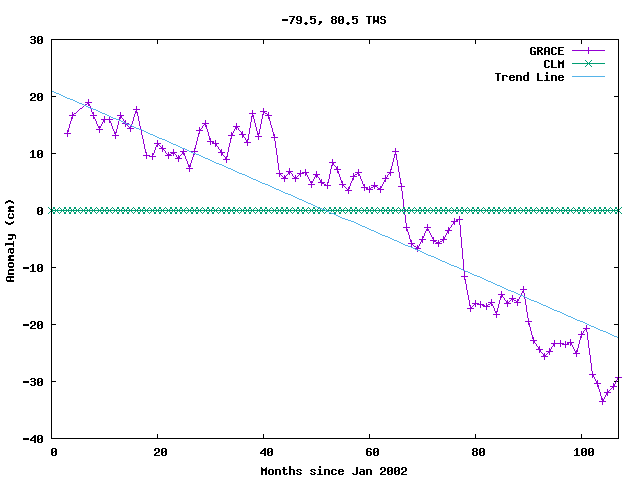 -79.5, 80.5 TWS
GRACE
CLM
Trend Line
30
20
10
0
-10
-20
-30
-40
Anomaly (cm)
0 20 40 60 80 100
Months since Jan 2002